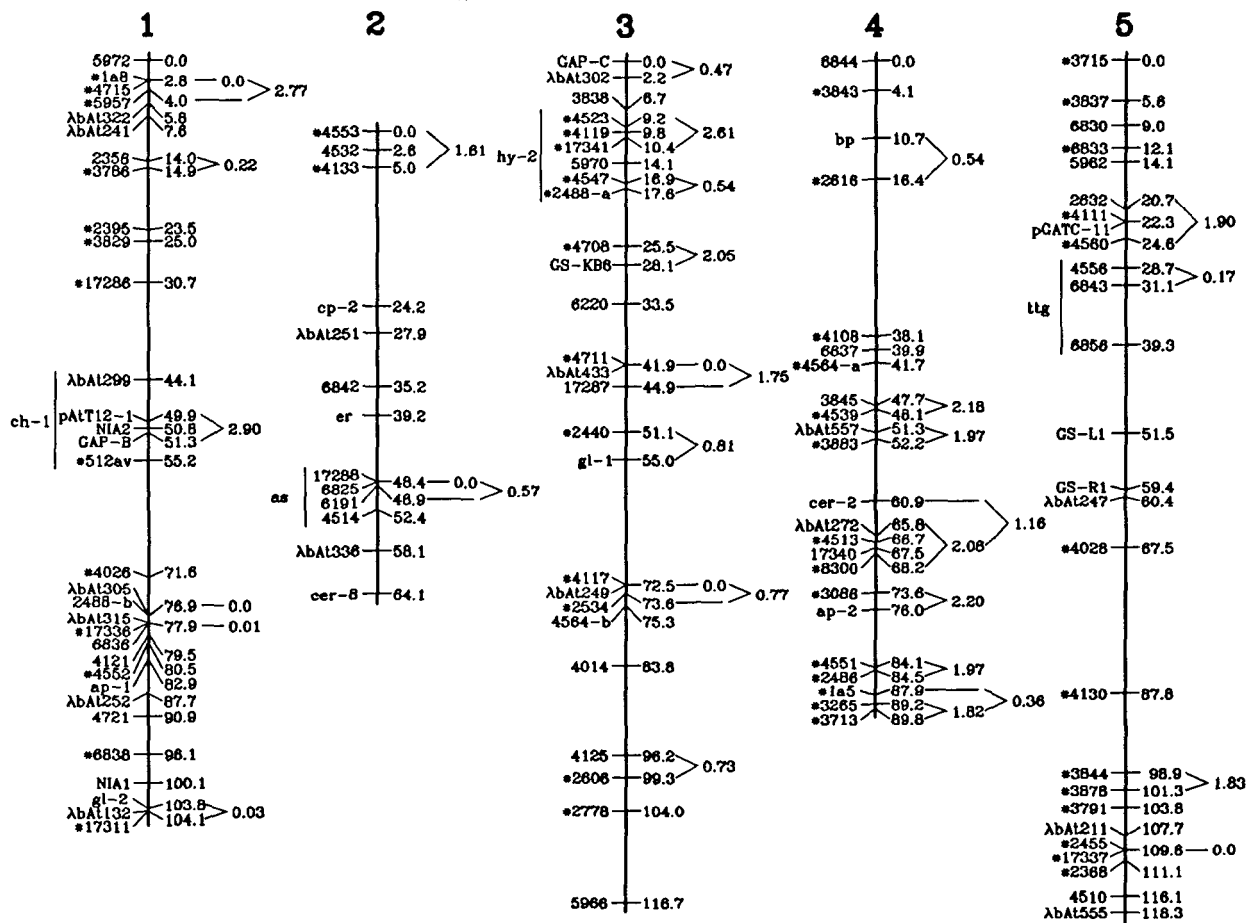 1
5972 0.0
*1a8 2.8 0.0
*4715
*5957 4.0
2.77
λbAt322 5.8
λbAt241 7.6
2356 14.0
*3786 14.9
0.22
*2395 23.5
*3829 25.0
*17286 30.7
ch-1
λbAt299 44.1
pAtT12-1 49.9
NIA2 50.8
GAP-B 51.3
2.90
*512av 55.2
*4026 71.6
λbAt305
2488-b 76.9 0.0
λbAt315
*17336 77.9 0.01
6836
4121 79.5
*4552 80.5
ap-1 82.9
λbAt252 87.7
4721 90.9
*6838 96.1
NIA1 100.1
gl-2 103.8
λbAt132 104.1
*17311
0.03
2
*4553 0.0
4532 2.6
*4133 5.0
1.61
cp-2 24.2
λbAt251 27.9
6842 35.2
er 39.2
as
17288 48.4 0.0
6825
6191 46.9
4514 52.4
0.57
λbAt336 58.1
cer-8 64.1
3
GAP-C 0.0
λbAt302 2.2
0.47
3838 6.7
hy-2
*4523 9.2
*4119 9.8
*17341 10.4
2.61
5970 14.1
*4547 16.9
*2488-a 17.6
0.54
*4708 25.5
GS-KB6 28.1
2.05
6220 33.5
*4711 41.9 0.0
λbAt433
17287 44.9
1.75
*2440 51.1
gl-1 55.0
0.81
*4117 72.5 0.0
λbAt249
*2534 73.6
4564-b 75.3
0.77
4014 83.8
4125 96.2
*2606 99.3
0.73
*2778 104.0
5966 116.7
4
6844 0.0
*3843 4.1
bp 10.7
*2616 16.4
0.54
*4108 38.1
6837 39.9
*4564-a 41.7
3845 47.7
*4539 48.1
2.18
λbAt557 51.3
*3883 52.2
1.97
cer-2 60.9
1.16
λbAt272 65.8
*4513 66.7
17340 67.5
*8300 68.2
2.06
*3086 73.6
ap-2 76.0
2.20
*4551 84.1
*2486 84.5
1.97
*1a5 87.9
*3265 89.2
*3713 89.8
1.82
0.36
5
*3715 0.0
*3837 5.6
6830 9.0
*6833 12.1
5962 14.1
2632 20.7
*4111 22.3
pGATC-11
*4560 24.6
1.90
ttg
4556 28.7
6843 31.1
0.17
6856 39.3
GS-L1 51.5
GS-R1 59.4
λbAt247 60.4
*4028 67.5
*4130 87.8
*3844 98.9
*3878 101.3
1.83
*3791 103.8
λbAt211 107.7
*2455
*17337 109.6 0.0
*2368 111.1
4510 116.1
λbAt555 118.3